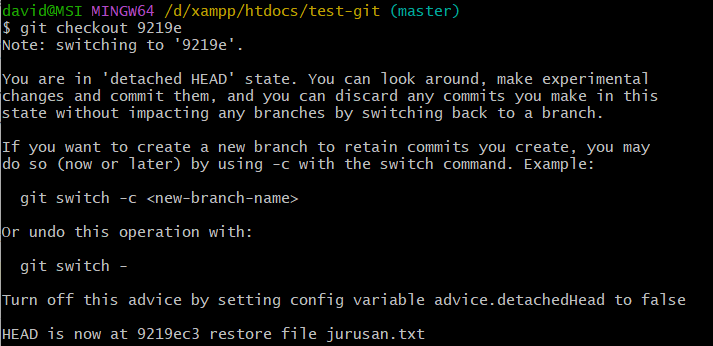 david@MSI MINGW64 /d/xampp/htdocs/test-git (master)
$ git checkout 9219e
Note: switching to '9219e'.
You are in 'detached HEAD' state. You can look around, make experimental
changes and commit them, and you can discard any commits you make in this
state without impacting any branches by switching back to a branch.
If you want to create a new branch to retain commits you create, you may
do so (now or later) by using -c with the switch command. Example:
git switch -c <new-branch-name>
Or undo this operation with:
git switch -
Turn off this advice by setting config variable advice.detachedHead to false
HEAD is now at 9219ec3 restore file jurusan.txt